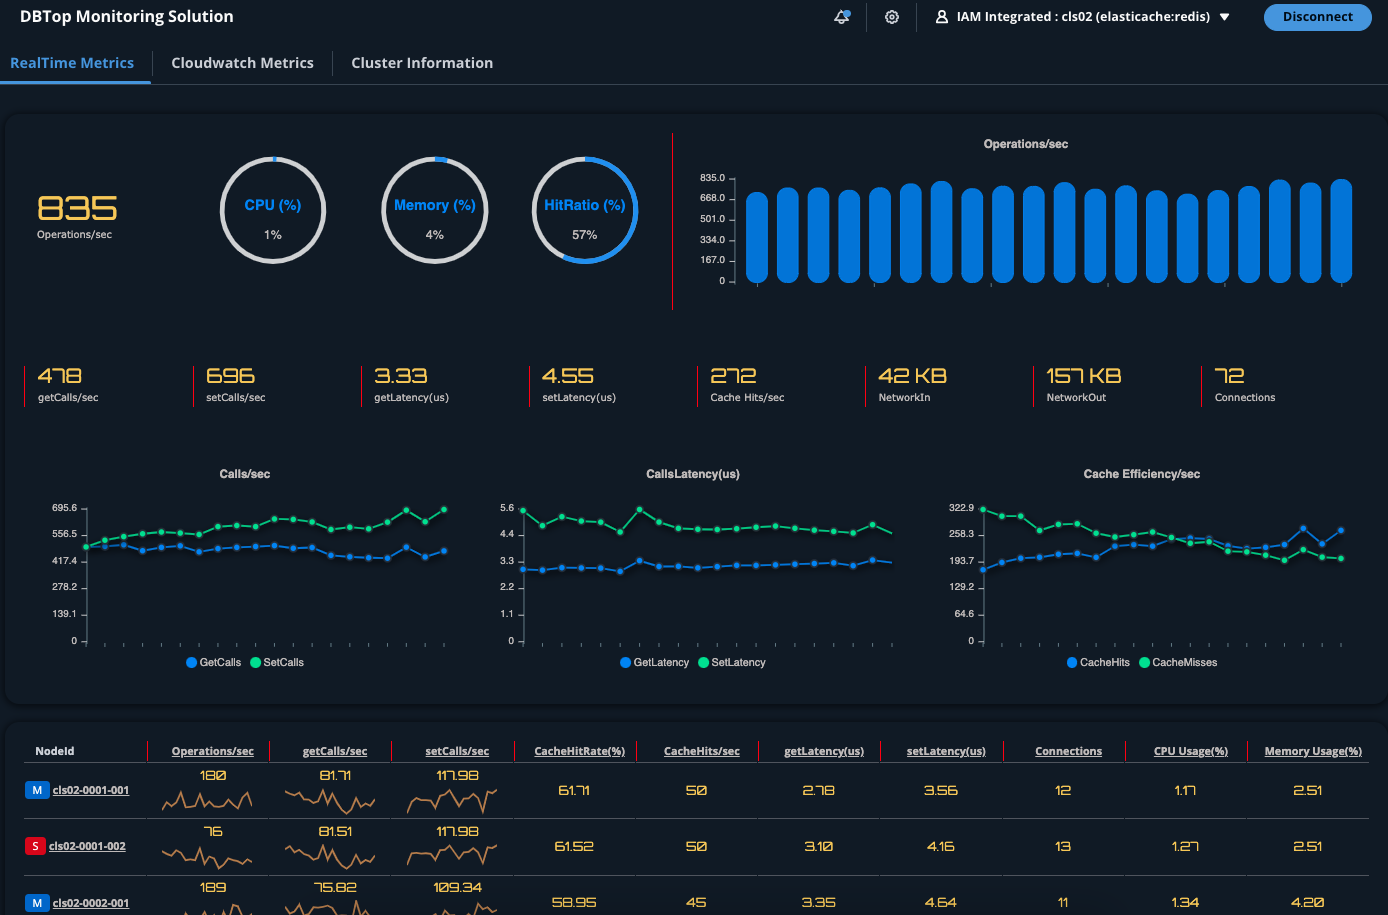 DBTop Monitoring Solution
IAM Integrated : cls02 (elasticache:redis)
Disconnect
RealTime Metrics
Cloudwatch Metrics
Cluster Information
835
Operations/sec
CPU (%)
1%
Memory (%)
4%
HitRatio (%)
57%
Operations/sec
835.0
668.0
501.0
334.0
167.0
0
478
getCalls/sec
696
setCalls/sec
3.33
getLatency(us)
4.55
setLatency(us)
272
Cache Hits/sec
42 KB
NetworkIn
157 KB
NetworkOut
72
Connections
Calls/sec
695.6
556.5
417.4
278.2
139.1
0
GetCalls
SetCalls
CallsLatency(us)
5.6
4.4
3.3
2.2
1.1
0
GetLatency
SetLatency
Cache Efficiency/sec
322.9
258.3
193.7
129.2
64.6
0
CacheHits
CacheMisses
NodeId Operations/sec getCalls/sec setCalls/sec CacheHitRate(%) CacheHits/sec getLatency(us) setLatency(us) Connections CPU Usage(%) Memory Usage(%)
M cls02-0001-001 180 81.71 117.98 61.71 50 2.78 3.56 12 1.17 2.51
S cls02-0001-002 76 81.51 117.98 61.52 50 3.10 4.16 13 1.27 2.51
M cls02-0002-001 189 75.82 109.34 58.95 45 3.35 4.64 11 1.34 4.20